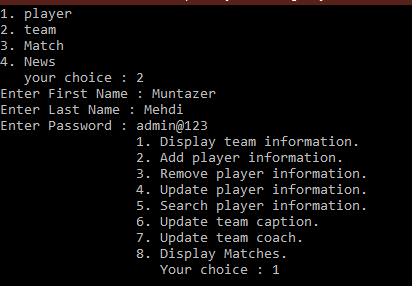 1. player
2. team
3. Match
4. News
your choice : 2
Enter First Name : Muntazer
Enter Last Name : Mehdi
Enter Password : admin@123
1. Display team information.
2. Add player information.
3. Remove player information.
4. Update player information.
5. Search player information.
6. Update team caption.
7. Update team coach.
8. Display Matches.
Your choice : 1